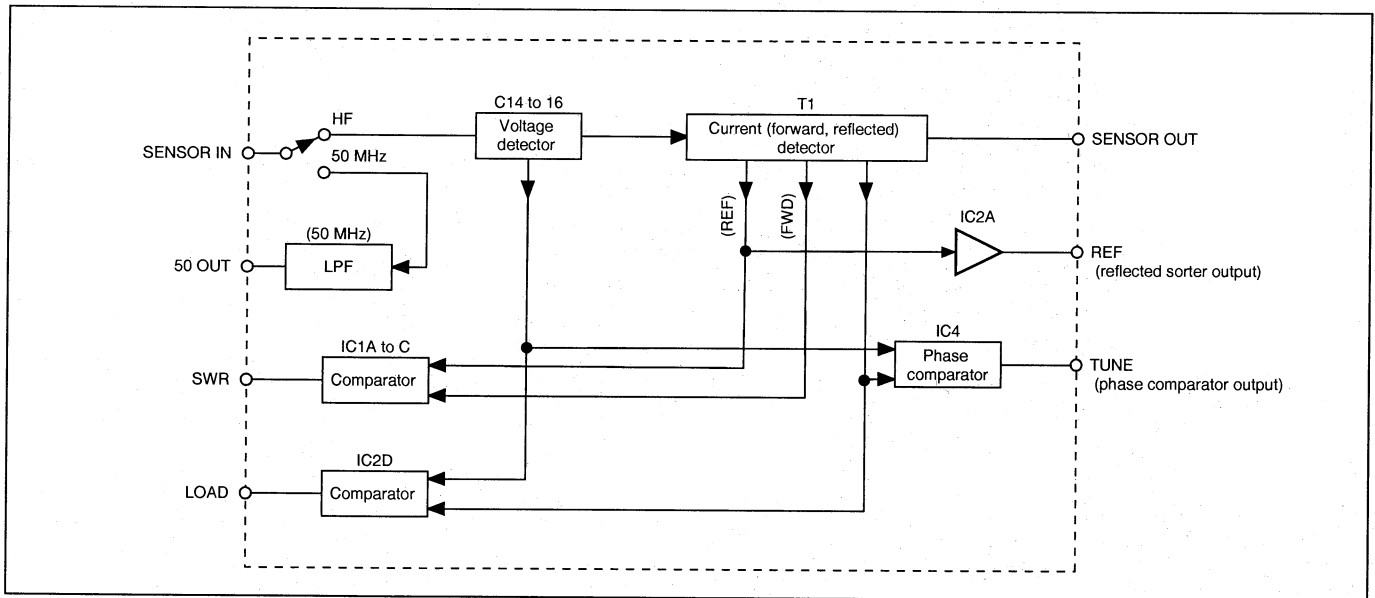 C14 to 16
T1
HF
Voltage
detector
Current (forward, reflected)
detector
SENSOR IN
SENSOR OUT
50 MHz
(REF)
(FWD)
IC2A
(50 MHz)
50 OUT
LPF
REF
(reflected sorter output)
IC1A to C
IC4
SWR
Comparator
Phase
comparator
TUNE
(phase comparator output)
IC2D
LOAD
Comparator